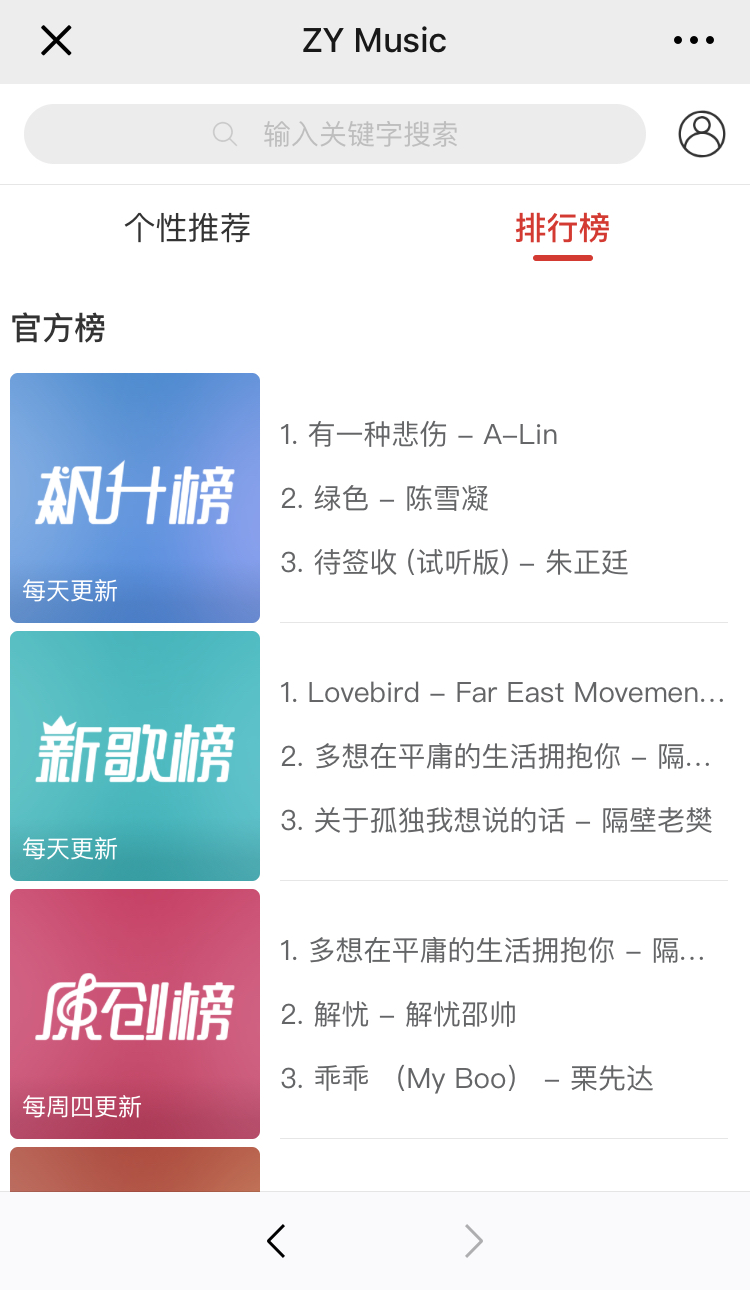 ZY Music
输入关键字搜索
个性推荐
排行榜
官方榜
飙升榜
每天更新
1. 有一种悲伤 – A–Lin
2. 绿色 – 陈雪凝
3. 待签收 (试听版) – 朱正廷
新歌榜
每天更新
1. Lovebird – Far East Movemen...
2. 多想在平庸的生活拥抱你 – 隔...
3. 关于孤独我想说的话 – 隔壁老樊
原创榜
每周四更新
1. 多想在平庸的生活拥抱你 – 隔...
2. 解忧 – 解忧邵帅
3. 乖乖 （My Boo） – 栗先达